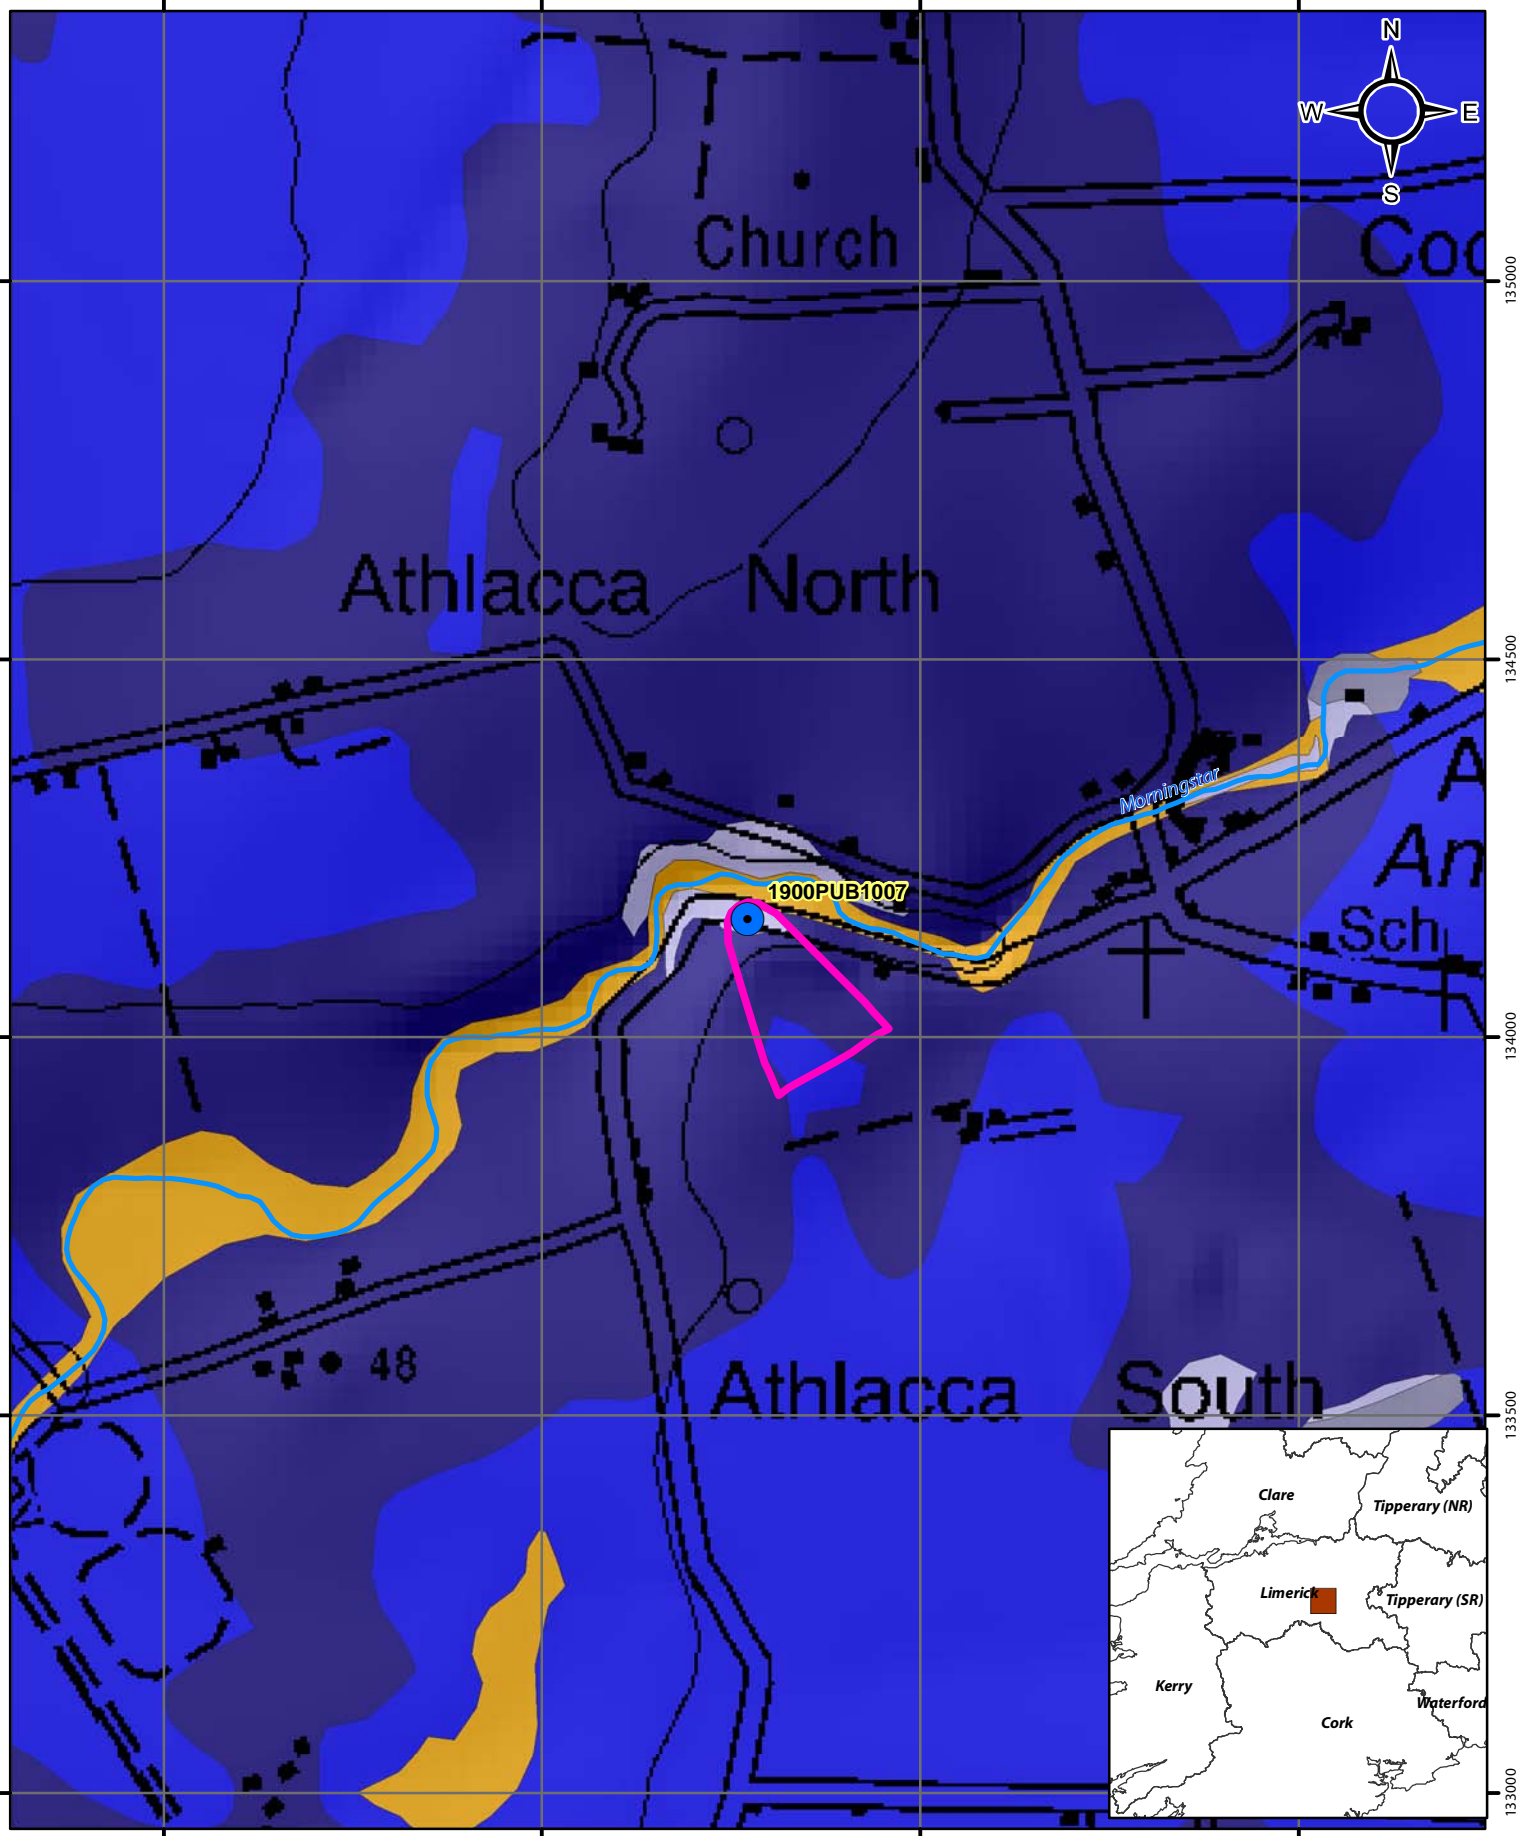 N
W E
S
Church
Coo
135000
Athlacca North
134500
Morningstar
A
An
1900PUB1007
Sch
134000
48
Athlacca South
133500
Clare
Tipperary (NR)
Limerick
Tipperary (SR)
Kerry
Waterford
Cork
133000